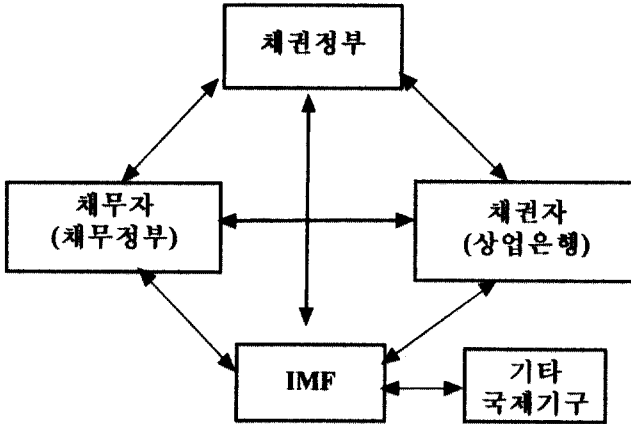 채권정부
채무자
(채무정부)
채권자
(상업은행)
IMF
기타
국제기구